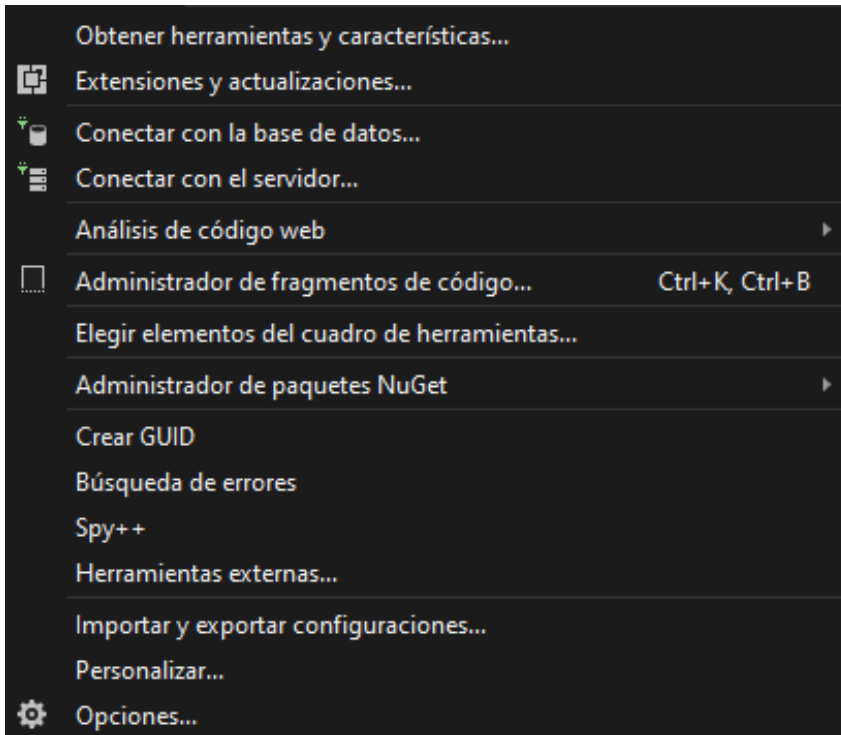 Obtener herramientas y características...
Extensiones y actualizaciones...
Conectar con la base de datos...
Conectar con el servidor...
Análisis de código web
Administrador de fragmentos de código... Ctrl+K, Ctrl+B
Elegir elementos del cuadro de herramientas...
Administrador de paquetes NuGet
Crear GUID
Búsqueda de errores
Spy++
Herramientas externas...
Importar y exportar configuraciones...
Personalizar...
Opciones...